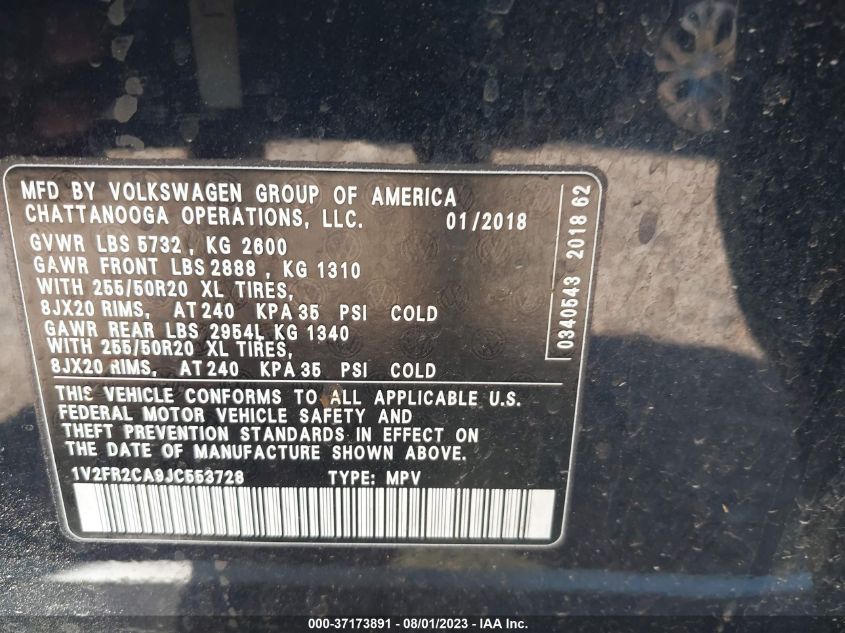 MFD BY VOLKSWAGEN GROUP OF AMERICA
CHATTANOOGA OPERATIONS, LLC. 01/2018
GVWR LBS 5732 , KG 2600
GAWR FRONT LBS 2888 , KG 1310
WITH 255/50R20 XL TIRES,
8JX20 RIMS, AT 240 KPA 35 PSI COLD
GAWR REAR LBS 2954L KG 1340
WITH 255/50R20 XL TIRES,
8JX20 RIMS, AT 240 KPA 35 PSI COLD
THIS VEHICLE CONFORMS TO ALL APPLICABLE U.S.
FEDERAL MOTOR VEHICLE SAFETY AND
THEFT PREVENTION STANDARDS IN EFFECT ON
THE DATE OF MANUFACTURE SHOWN ABOVE.
1V2FR2CA9JC553728 TYPE: MPV
0340543 2018 62
000-37173891 - 08/01/2023 - IAA Inc.